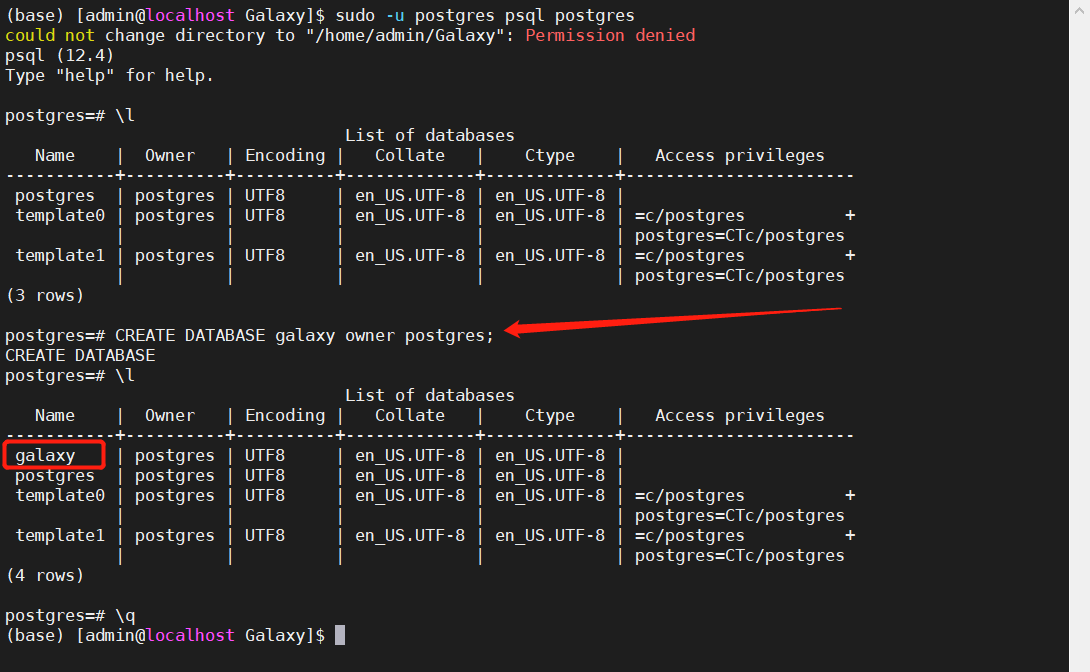 (base) [admin@localhost Galaxy]$ sudo -u postgres psql postgres
could not change directory to "/home/admin/Galaxy": Permission denied
psql (12.4)
Type "help" for help.

postgres=# \l
                                  List of databases
   Name    |  Owner   | Encoding |   Collate   |    Ctype    |   Access privileges
-----------+----------+----------+-------------+-------------+-----------------------
 postgres  | postgres | UTF8     | en_US.UTF-8 | en_US.UTF-8 |
 template0 | postgres | UTF8     | en_US.UTF-8 | en_US.UTF-8 | =c/postgres          +
           |          |          |             |             | postgres=CTc/postgres
 template1 | postgres | UTF8     | en_US.UTF-8 | en_US.UTF-8 | =c/postgres          +
           |          |          |             |             | postgres=CTc/postgres
(3 rows)

postgres=# CREATE DATABASE galaxy owner postgres;
CREATE DATABASE
postgres=# \l
                                  List of databases
   Name    |  Owner   | Encoding |   Collate   |    Ctype    |   Access privileges
-----------+----------+----------+-------------+-------------+-----------------------
 galaxy    | postgres | UTF8     | en_US.UTF-8 | en_US.UTF-8 |
 postgres  | postgres | UTF8     | en_US.UTF-8 | en_US.UTF-8 |
 template0 | postgres | UTF8     | en_US.UTF-8 | en_US.UTF-8 | =c/postgres          +
           |          |          |             |             | postgres=CTc/postgres
 template1 | postgres | UTF8     | en_US.UTF-8 | en_US.UTF-8 | =c/postgres          +
           |          |          |             |             | postgres=CTc/postgres
(4 rows)

postgres=# \q
(base) [admin@localhost Galaxy]$